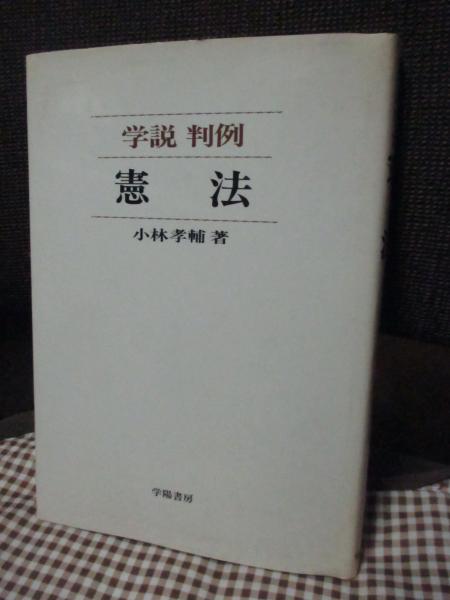 学説 判例
憲 法
小林孝輔 著
学陽書房